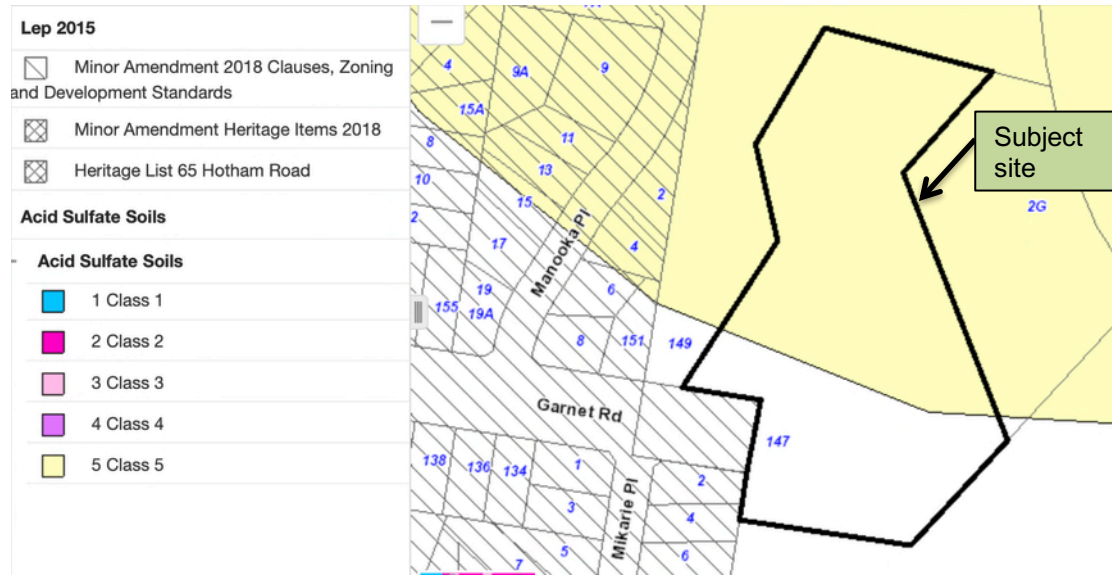 Lep 2015
Minor Amendment 2018 Clauses, Zoning
and Development Standards
Minor Amendment Heritage Items 2018
Heritage List 65 Hotham Road
Acid Sulfate Soils
Acid Sulfate Soils
1 Class 1
2 Class 2
3 Class 3
4 Class 4
5 Class 5
4
9A
9
15A
11
8
13
10
15
2
2
17
4
Manooka Pl
19
6
155
19A
8
151
149
Garnet Rd
Subject
site
2G
147
138
136
134
1
2
3
4
Mikarie Pl
5
6
7